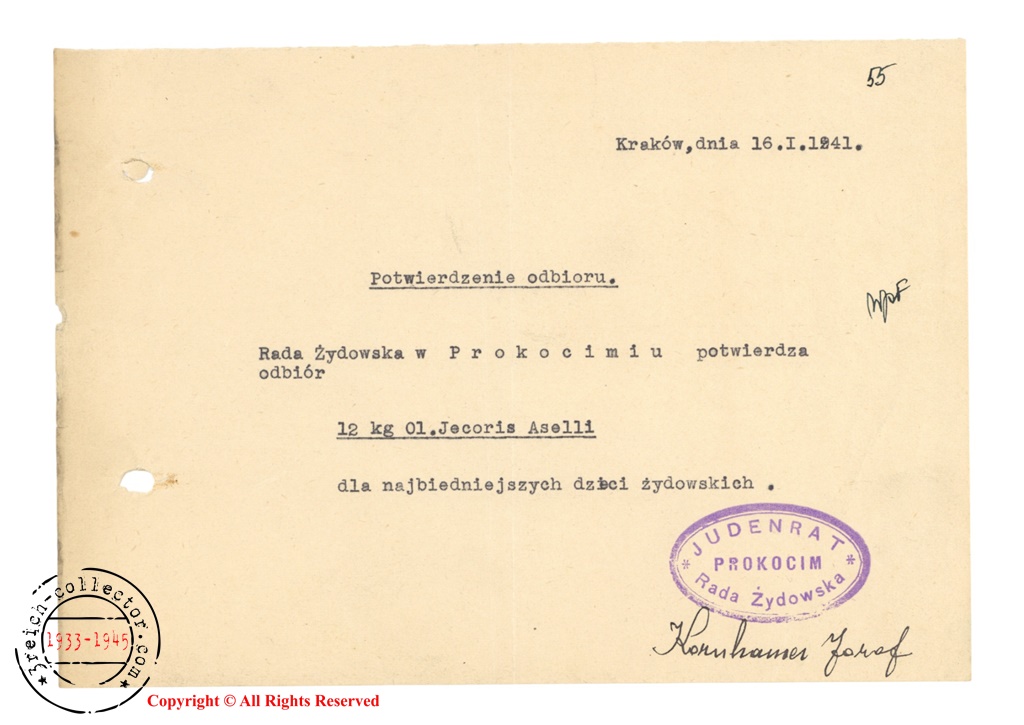 55
Kraków,dnia 16.I.1941.
Potwierdzenie odbioru.
Rada Żydowska w P r o k o c i m i u potwierdza
odbiór
12 kg Ol.Jecoris Aselli
dla najbiedniejszych dzieci żydowskich .
* JUDENRAT *
PROKOCIM
Rada Żydowska
Kornhauser Józef
* 3reich-collector.com *
1933-1945
Copyright © All Rights Reserved